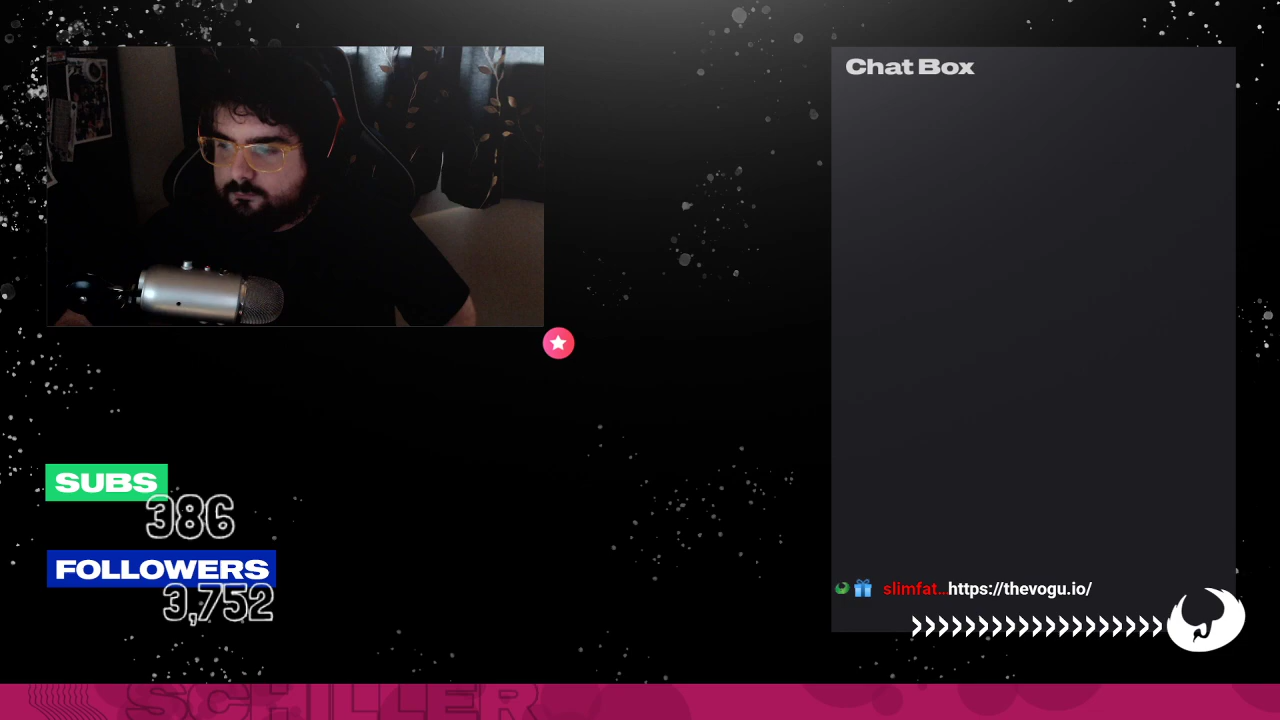 Chat Box
SUBS
386
FOLLOWERS
3,752
slimfat...https://thevogu.io/
SCHILLER